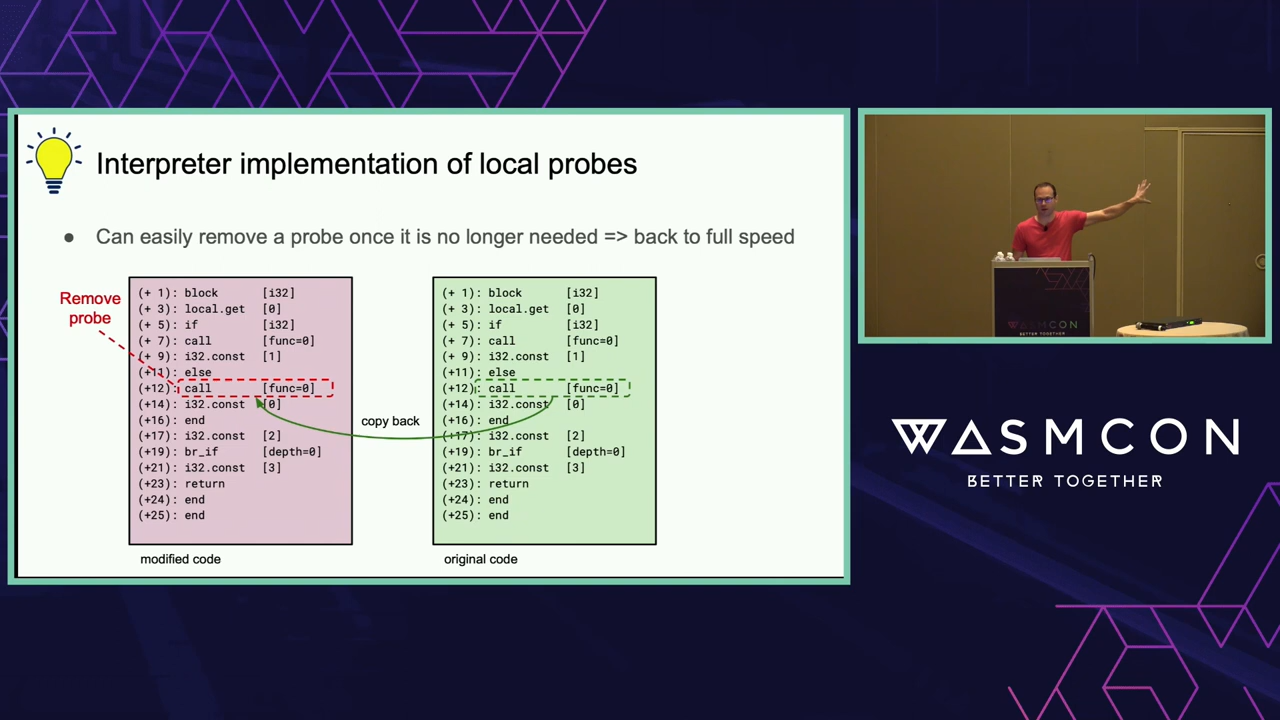 Interpreter implementation of local probes
● Can easily remove a probe once it is no longer needed => back to full speed
Remove
probe
(+ 1): block [i32]
(+ 3): local.get [0]
(+ 5): if [i32]
(+ 7): call [func=0]
(+ 9): i32.const [1]
(+11): else
(+12): call [func=0]
(+14): i32.const [0]
(+16): end
(+17): i32.const [2]
(+19): br_if [depth=0]
(+21): i32.const [3]
(+23): return
(+24): end
(+25): end
modified code
copy back
(+ 1): block [i32]
(+ 3): local.get [0]
(+ 5): if [i32]
(+ 7): call [func=0]
(+ 9): i32.const [1]
(+11): else
(+12): call [func=0]
(+14): i32.const [0]
(+16): end
(+17): i32.const [2]
(+19): br_if [depth=0]
(+21): i32.const [3]
(+23): return
(+24): end
(+25): end
original code
WASMCON
BETTER TOGETHER
WASMCON
BETTER TOGETHER